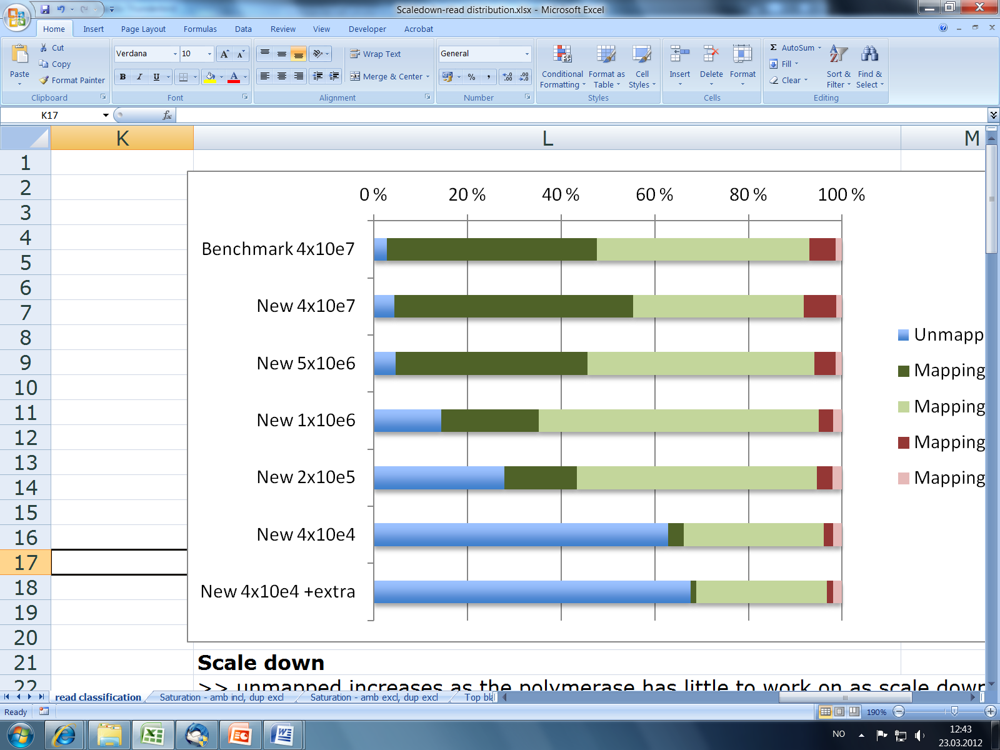 Scaledown-read distribution.xlsx - Microsoft Excel
Home Insert Page Layout Formulas Data Review View Developer Acrobat
Paste
Cut
Copy
Format Painter
Clipboard
Verdana 10
B I U
Font
Wrap Text
Merge & Center
Alignment
General
Number
Conditional Formatting
Format as Table
Cell Styles
Styles
Insert Delete Format
Cells
Σ AutoSum
Fill
Clear
Sort & Filter
Find & Select
Editing
K17 fx
K L M
1
2
3
4
5
6
7
8
9
10
11
12
13
14
15
16
17
18
19
20
21
22
0 % 20 % 40 % 60 % 80 % 100 %
Benchmark 4x10e7
New 4x10e7
New 5x10e6
New 1x10e6
New 2x10e5
New 4x10e4
New 4x10e4 +extra
Unmapp
Mapping
Mapping
Mapping
Mapping
Scale down
>> unmapped increases as the polymerase has little to work on as scale down
read classification Saturation - amb incl, dup excl Saturation - amb excl, dup excl Top bla
Ready 190%
NO 12:43
23.03.2012